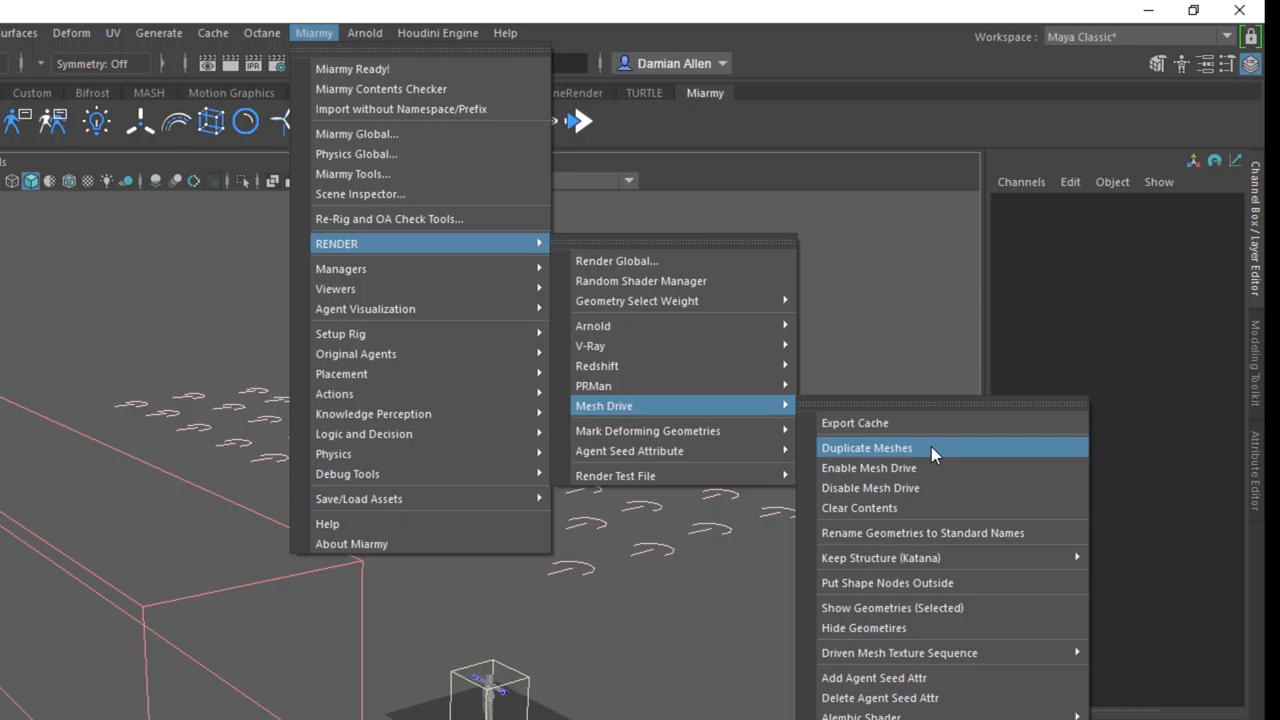 urfaces Deform UV Generate Cache Octane Miarmy Arnold Houdini Engine Help
Workspace : Maya Classic*
Symmetry: Off
Damian Allen
Custom Bifrost MASH Motion Graphics neRender TURTLE Miarmy
ls
Miarmy Ready!
Miarmy Contents Checker
Import without Namespace/Prefix
Miarmy Global...
Physics Global...
Miarmy Tools...
Scene Inspector...
Re-Rig and OA Check Tools...
RENDER
Managers
Viewers
Agent Visualization
Setup Rig
Original Agents
Placement
Actions
Knowledge Perception
Logic and Decision
Physics
Debug Tools
Save/Load Assets
Help
About Miarmy
Render Global...
Random Shader Manager
Geometry Select Weight
Arnold
V-Ray
Redshift
PRMan
Mesh Drive
Mark Deforming Geometries
Agent Seed Attribute
Render Test File
Export Cache
Duplicate Meshes
Enable Mesh Drive
Disable Mesh Drive
Clear Contents
Rename Geometries to Standard Names
Keep Structure (Katana)
Put Shape Nodes Outside
Show Geometries (Selected)
Hide Geometires
Driven Mesh Texture Sequence
Add Agent Seed Attr
Delete Agent Seed Attr
Alembic Shader
Channels Edit Object Show
Channel Box / Layer Editor
Modeling Toolkit
Attribute Editor